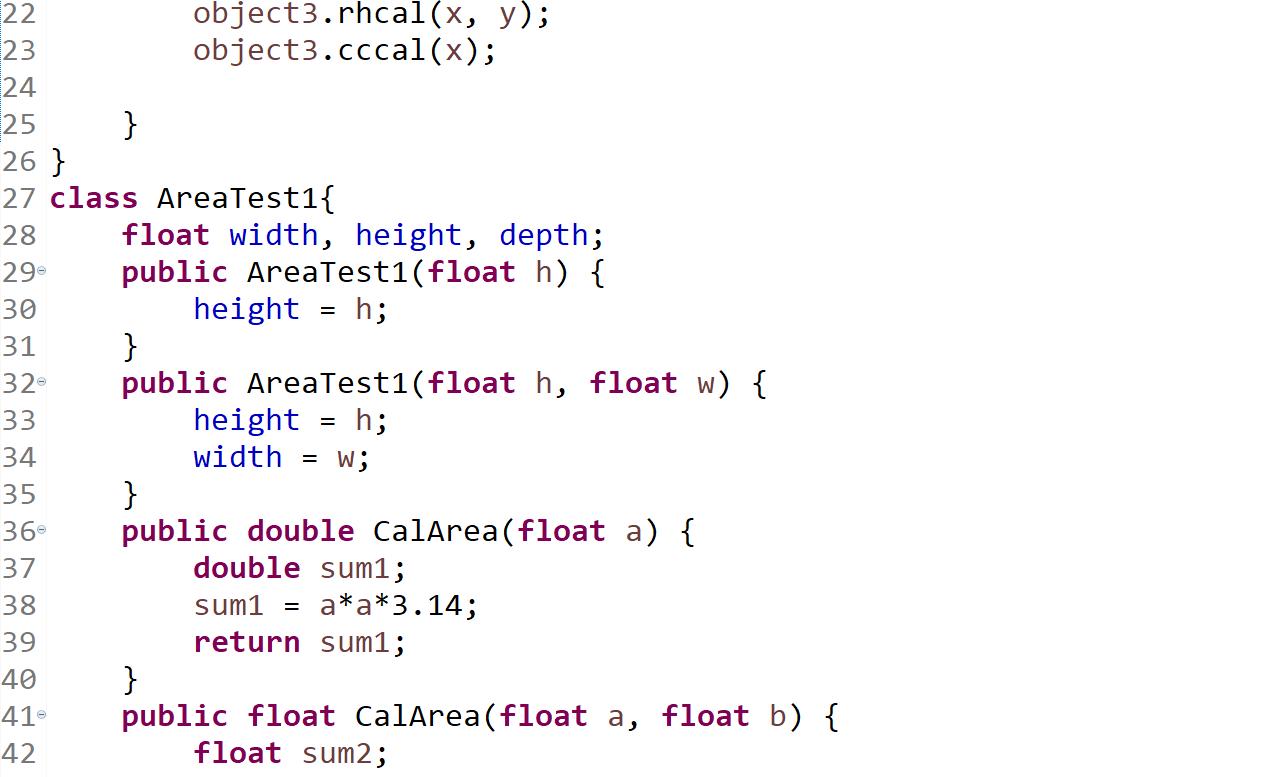 22        object3.rhcal(x, y);
23        object3.cccal(x);
24
25    }
26 }
27 class AreaTest1{
28    float width, height, depth;
29    public AreaTest1(float h) {
30        height = h;
31    }
32    public AreaTest1(float h, float w) {
33        height = h;
34        width = w;
35    }
36    public double CalArea(float a) {
37        double sum1;
38        sum1 = a*a*3.14;
39        return sum1;
40    }
41    public float CalArea(float a, float b) {
42        float sum2;